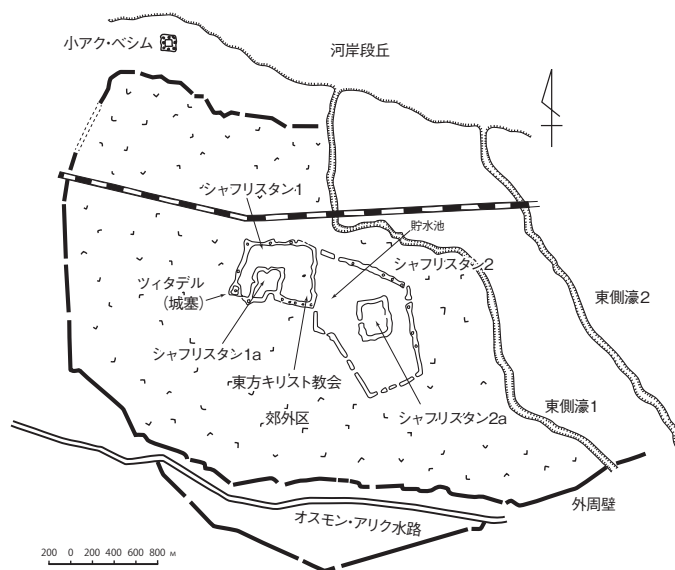 小アク・ベシム
河岸段丘
シャフリスタン1
貯水池
シャフリスタン2
ツィタデル
(城塞)
東側濠2
シャフリスタン1a
東方キリスト教会
郊外区
シャフリスタン2a
東側濠1
外周壁
オスモン・アリク水路
200 0 200 400 600 800 м